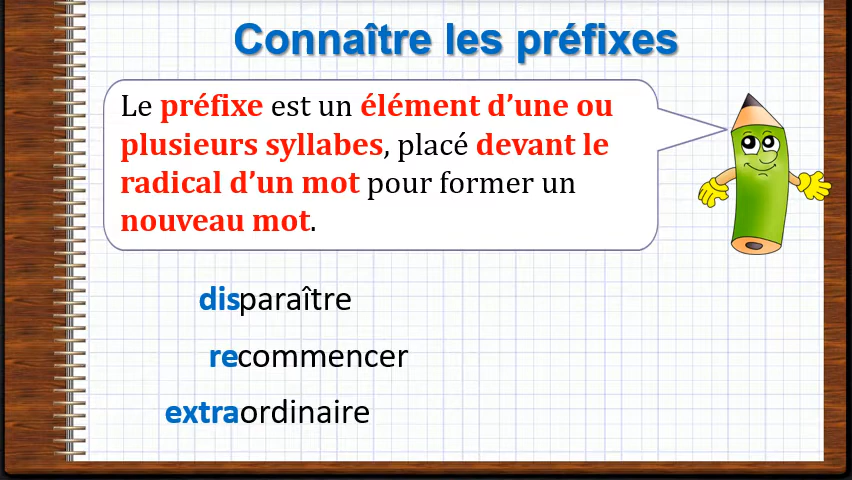 Connaître les préfixes
Le préfixe est un élément d’une ou
plusieurs syllabes, placé devant le
radical d’un mot pour former un
nouveau mot.
disparaître
recommencer
extraordinaire